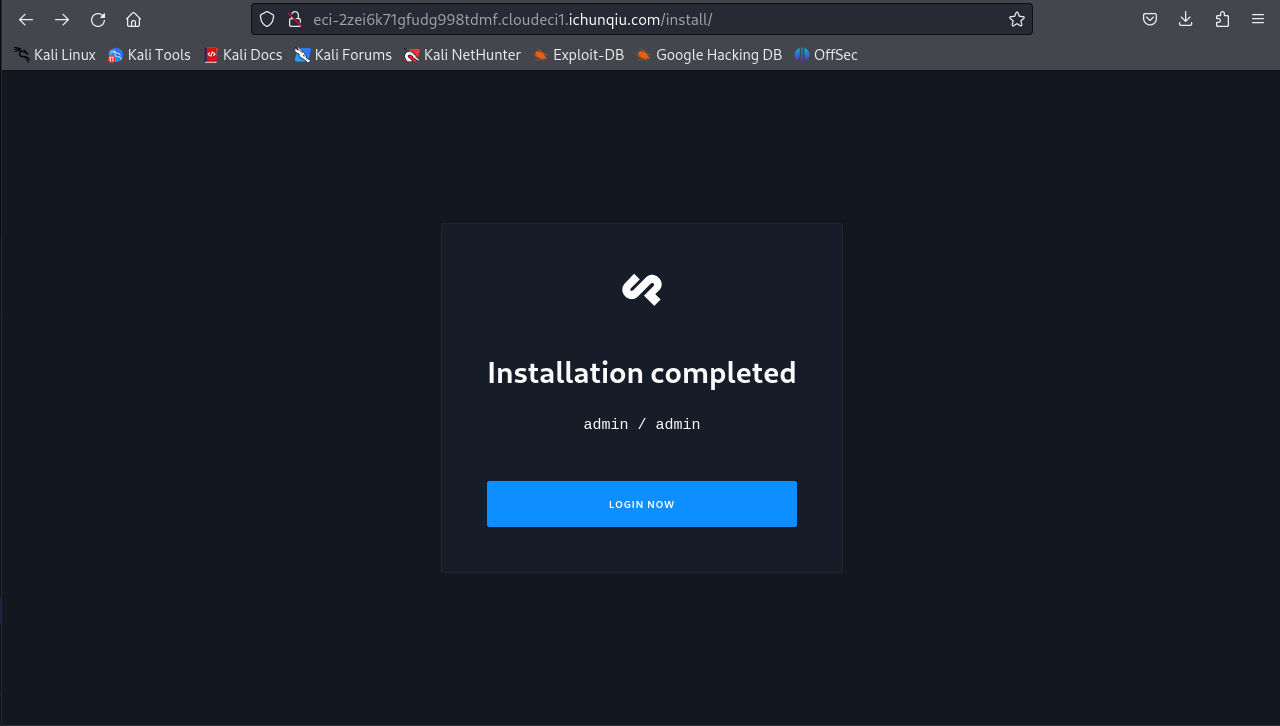 eci-2zei6k71gfudg998tdmf.cloudeci1.ichunqiu.com/install/
Kali Linux Kali Tools Kali Docs Kali Forums Kali NetHunter Exploit-DB Google Hacking DB OffSec
Installation completed
admin / admin
LOGIN NOW